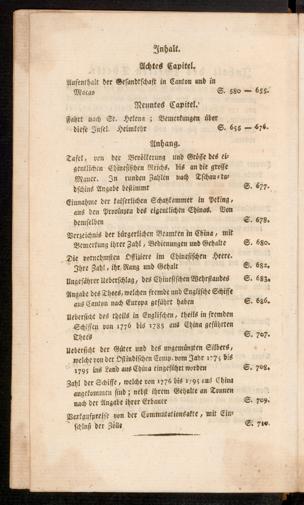 Inhalt.
Achtes Capitel.
Aufenthalt der Gesandtschaft in Canton und in
Macao S. 580 — 655.
Neuntes Capitel.
Fahrt nach St. Helena; Bemerkungen über
diese Insel. Heimkehr S. 655 — 676.
Anhang.
Tafel, von der Bevölkerung und Größe des ei-
gentlichen Chinesischen Reichs, bis an die große
Mauer. In runden Zahlen nach Tschau-ta-
dschins Angabe bestimmt S. 677.
Einnahme der kaiserlichen Schatzkammer in Peking,
aus den Provinzen des eigentlichen Chinas. Von
demselben S. 678.
Verzeichnis der bürgerlichen Beamten in China, mit
Bemerkung ihrer Zahl, Bedienungen und Gehalte S. 680.
Die vornehmsten Offiziere im Chinesischen Heere.
Ihre Zahl, ihr Rang und Gehalt S. 682.
Ungefährer Ueberschlag, des Chinesischen Wehrstandes S. 683.
Angabe des Thees, welchen fremde und Englische Schiffe
aus Canton nach Europa geführt haben S. 686.
Uebersicht des theils in Englischen, theils in fremden
Schiffen von 1776 bis 1785 aus China geführten
Thees S. 707.
Uebersicht der Güter und des ungemünzten Silbers,
welche von der Ostindischen Comp. vom Jahr 1775 bis
1795 ins Land aus China eingeführt worden S. 708.
Zahl der Schiffe, welche von 1776 bis 1795 aus China
angekommen sind; nebst ihrem Gehalte an Tonnen
nach der Angabe ihrer Erbauer S. 709.
Verkaufspreise von der Commutationsakte, mit Ein-
schluß der Zölle S. 710.